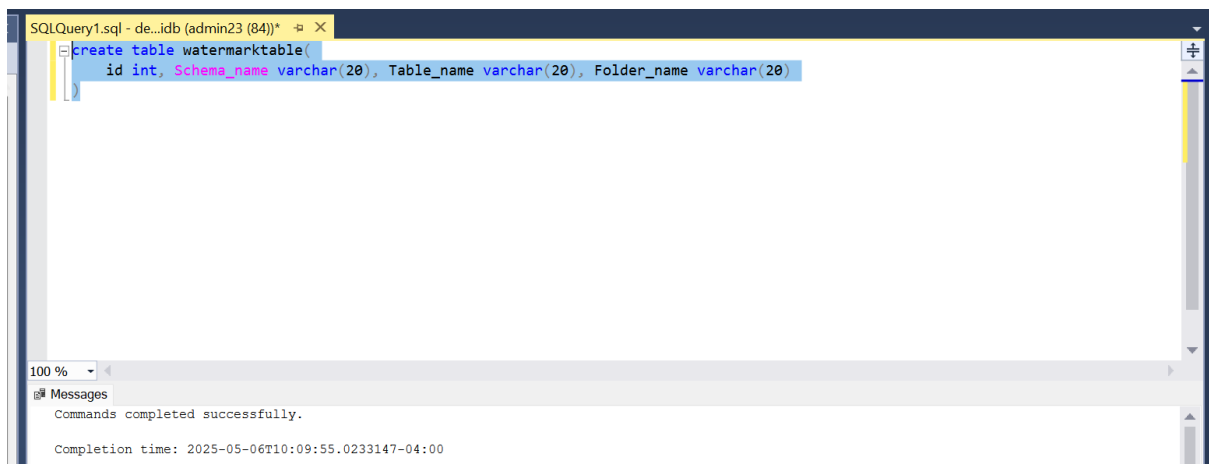 SQLQuery1.sql - de...idb (admin23 (84))*
create table watermarktable(
id int, Schema_name varchar(20), Table_name varchar(20), Folder_name varchar(20)
)
100 %
Messages
Commands completed successfully.
Completion time: 2025-05-06T10:09:55.0233147-04:00